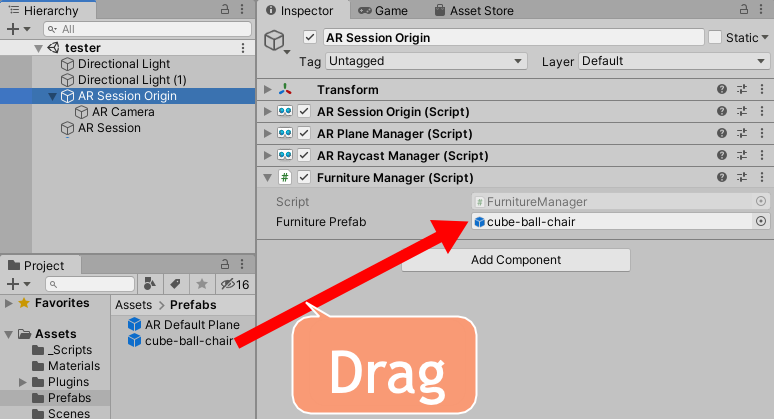 Hierarchy
All
tester
Directional Light
Directional Light (1)
AR Session Origin
AR Camera
AR Session
Project
16
Favorites
Assets
_Scripts
Materials
Plugins
Prefabs
Scenes
Assets > Prefabs
AR Default Plane
cube-ball-chair
Inspector
Game
Asset Store
AR Session Origin
Static
Tag Untagged
Layer Default
Transform
AR Session Origin (Script)
AR Plane Manager (Script)
AR Raycast Manager (Script)
# Furniture Manager (Script)
Script # FurnitureManager
Furniture Prefab cube-ball-chair
Add Component
Drag